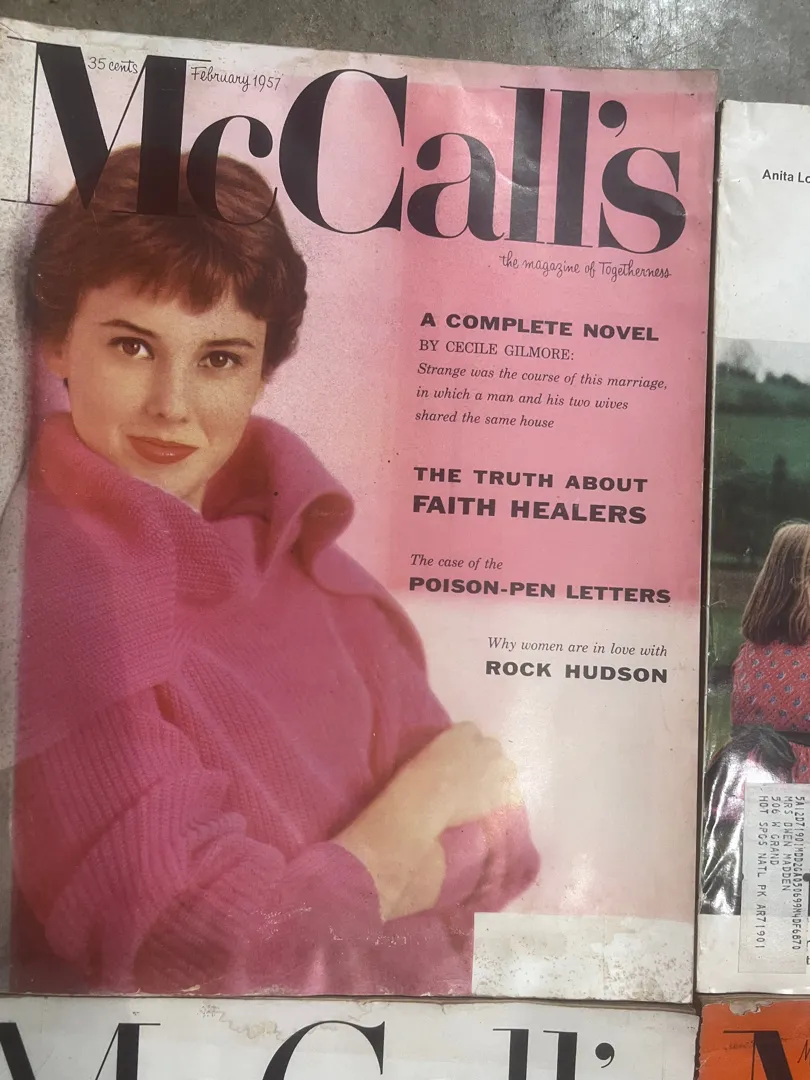 35 cents
February 1957
McCall's
the magazine of Togetherness
A COMPLETE NOVEL
BY CECILE GILMORE:
Strange was the course of this marriage,
in which a man and his two wives
shared the same house
THE TRUTH ABOUT
FAITH HEALERS
The case of the
POISON-PEN LETTERS
Why women are in love with
ROCK HUDSON
Anita Lo
MRS OWEN MADDEN
506 W GRAND
HOT SPGS NATL PK AR71901
McCall's
M